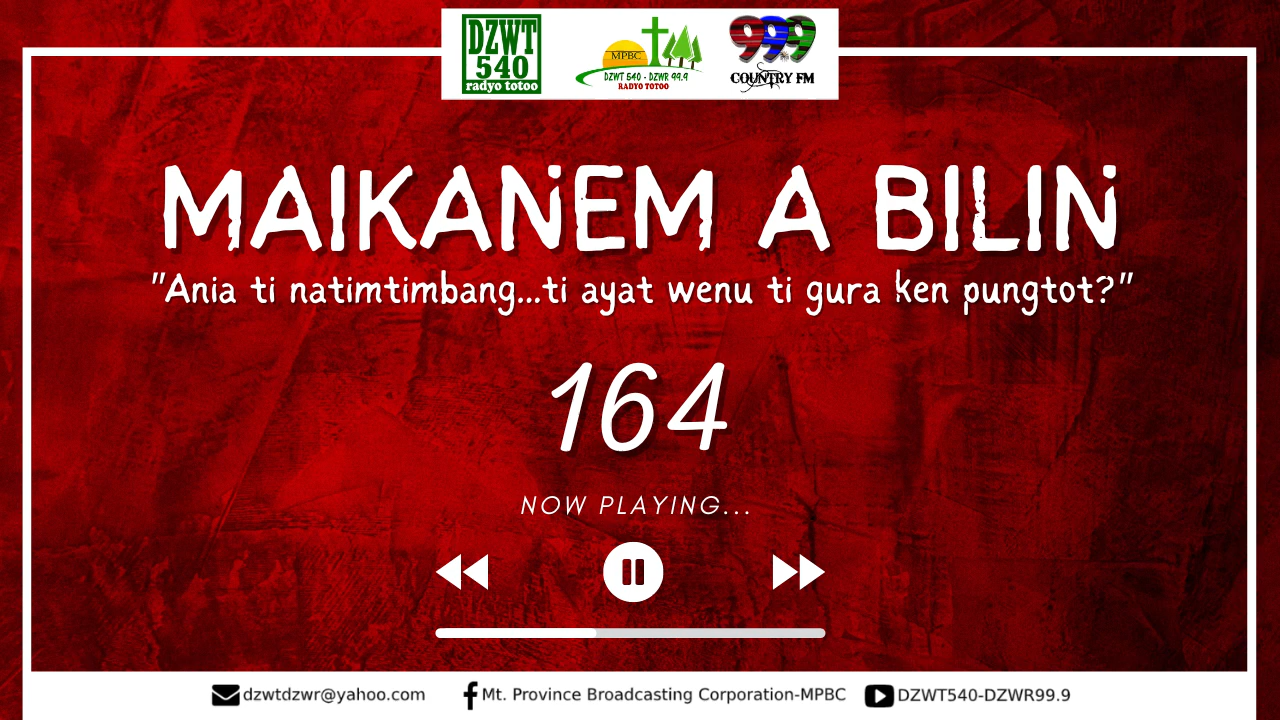 DZWT
540
radyo totoo
MPBC
DZWT 540 - DZWR 99.9
RADYO TOTOO
99.9
COUNTRY FM
MAIKANEM A BILIN
"Ania ti natimtimbang...ti ayat wenu ti gura ken pungtot?"
164
NOW PLAYING...
dzwtdzwr@yahoo.com
Mt. Province Broadcasting Corporation-MPBC
DZWT540-DZWR99.9